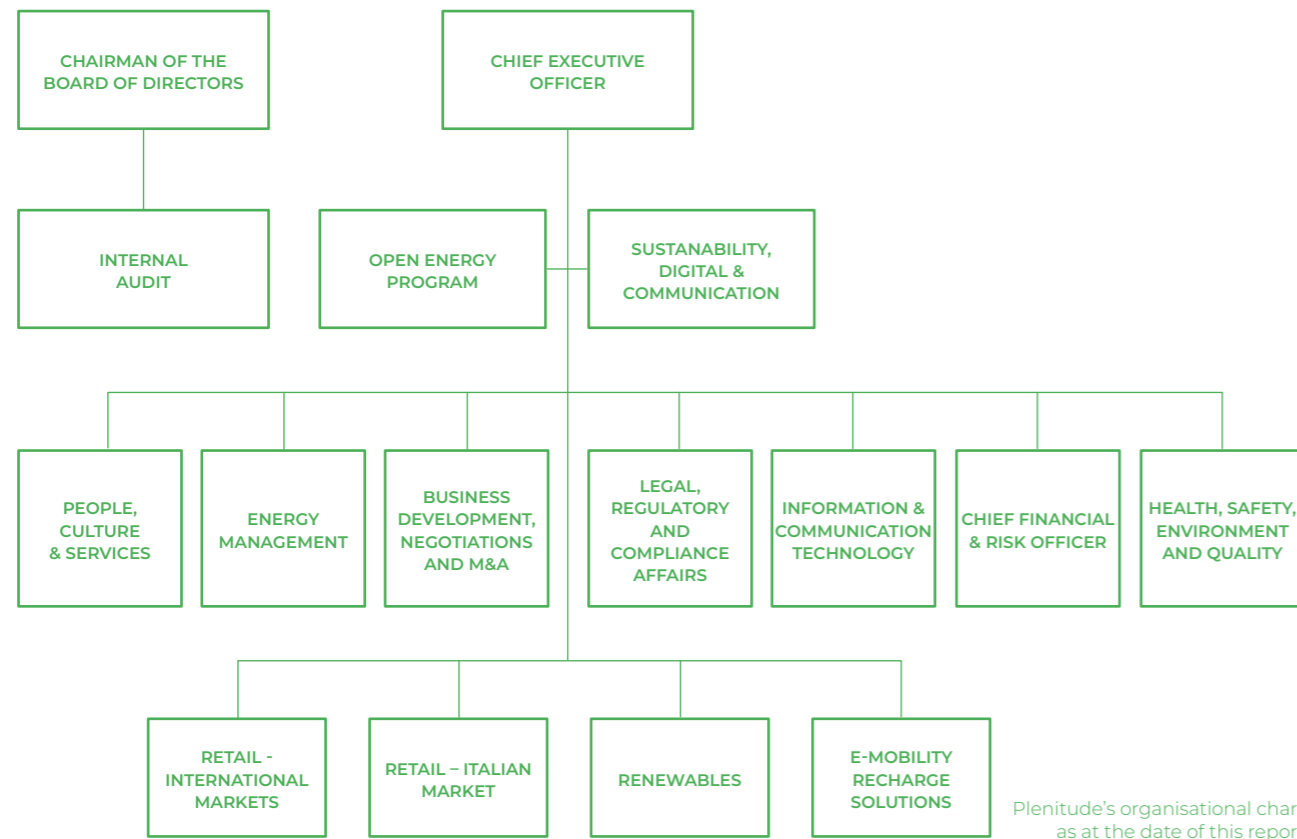 CHAIRMAN OF THE
BOARD OF DIRECTORS
CHIEF EXECUTIVE
OFFICER
INTERNAL
AUDIT
OPEN ENERGY
PROGRAM
SUSTANABILITY,
DIGITAL &
COMMUNICATION
PEOPLE,
CULTURE
& SERVICES
ENERGY
MANAGEMENT
BUSINESS
DEVELOPMENT,
NEGOTIATIONS
AND M&A
LEGAL,
REGULATORY
AND
COMPLIANCE
AFFAIRS
INFORMATION &
COMMUNICATION
TECHNOLOGY
CHIEF FINANCIAL
& RISK OFFICER
HEALTH, SAFETY,
ENVIRONMENT
AND QUALITY
RETAIL -
INTERNATIONAL
MARKETS
RETAIL – ITALIAN
MARKET
RENEWABLES
E-MOBILITY
RECHARGE
SOLUTIONS
Plenitude's organisational char
as at the date of this repor